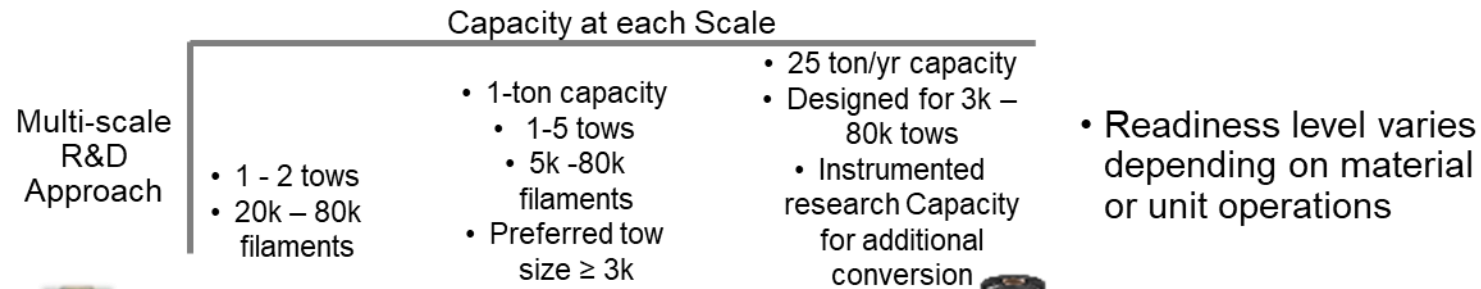 Capacity at each Scale
Multi-scale
R&D
Approach
• 1 - 2 tows
• 20k – 80k
filaments
• 1-ton capacity
• 1-5 tows
• 5k -80k
filaments
• Preferred tow
size ≥ 3k
• 25 ton/yr capacity
• Designed for 3k –
80k tows
• Instrumented
research Capacity
for additional
conversion
• Readiness level varies
depending on material
or unit operations